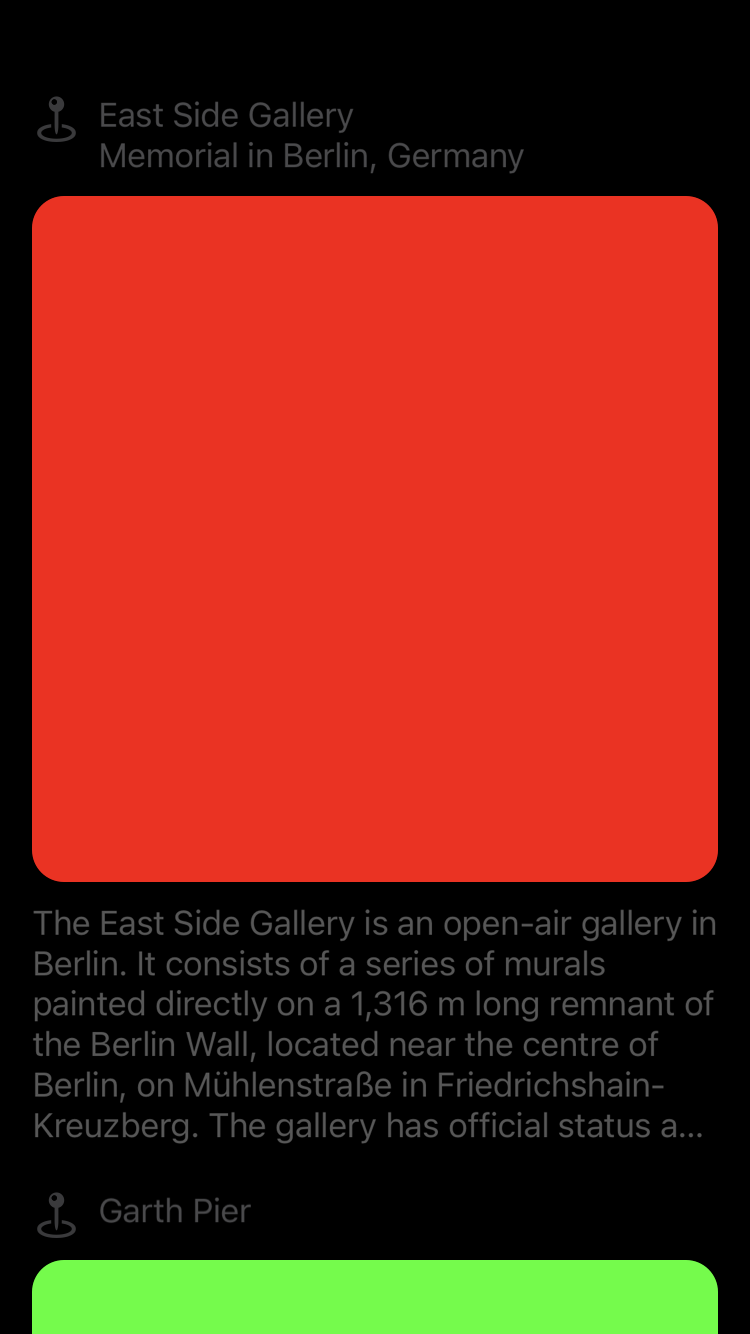 East Side Gallery
Memorial in Berlin, Germany
The East Side Gallery is an open-air gallery in
Berlin. It consists of a series of murals
painted directly on a 1,316 m long remnant of
the Berlin Wall, located near the centre of
Berlin, on Mühlenstraße in Friedrichshain-
Kreuzberg. The gallery has official status a…
Garth Pier